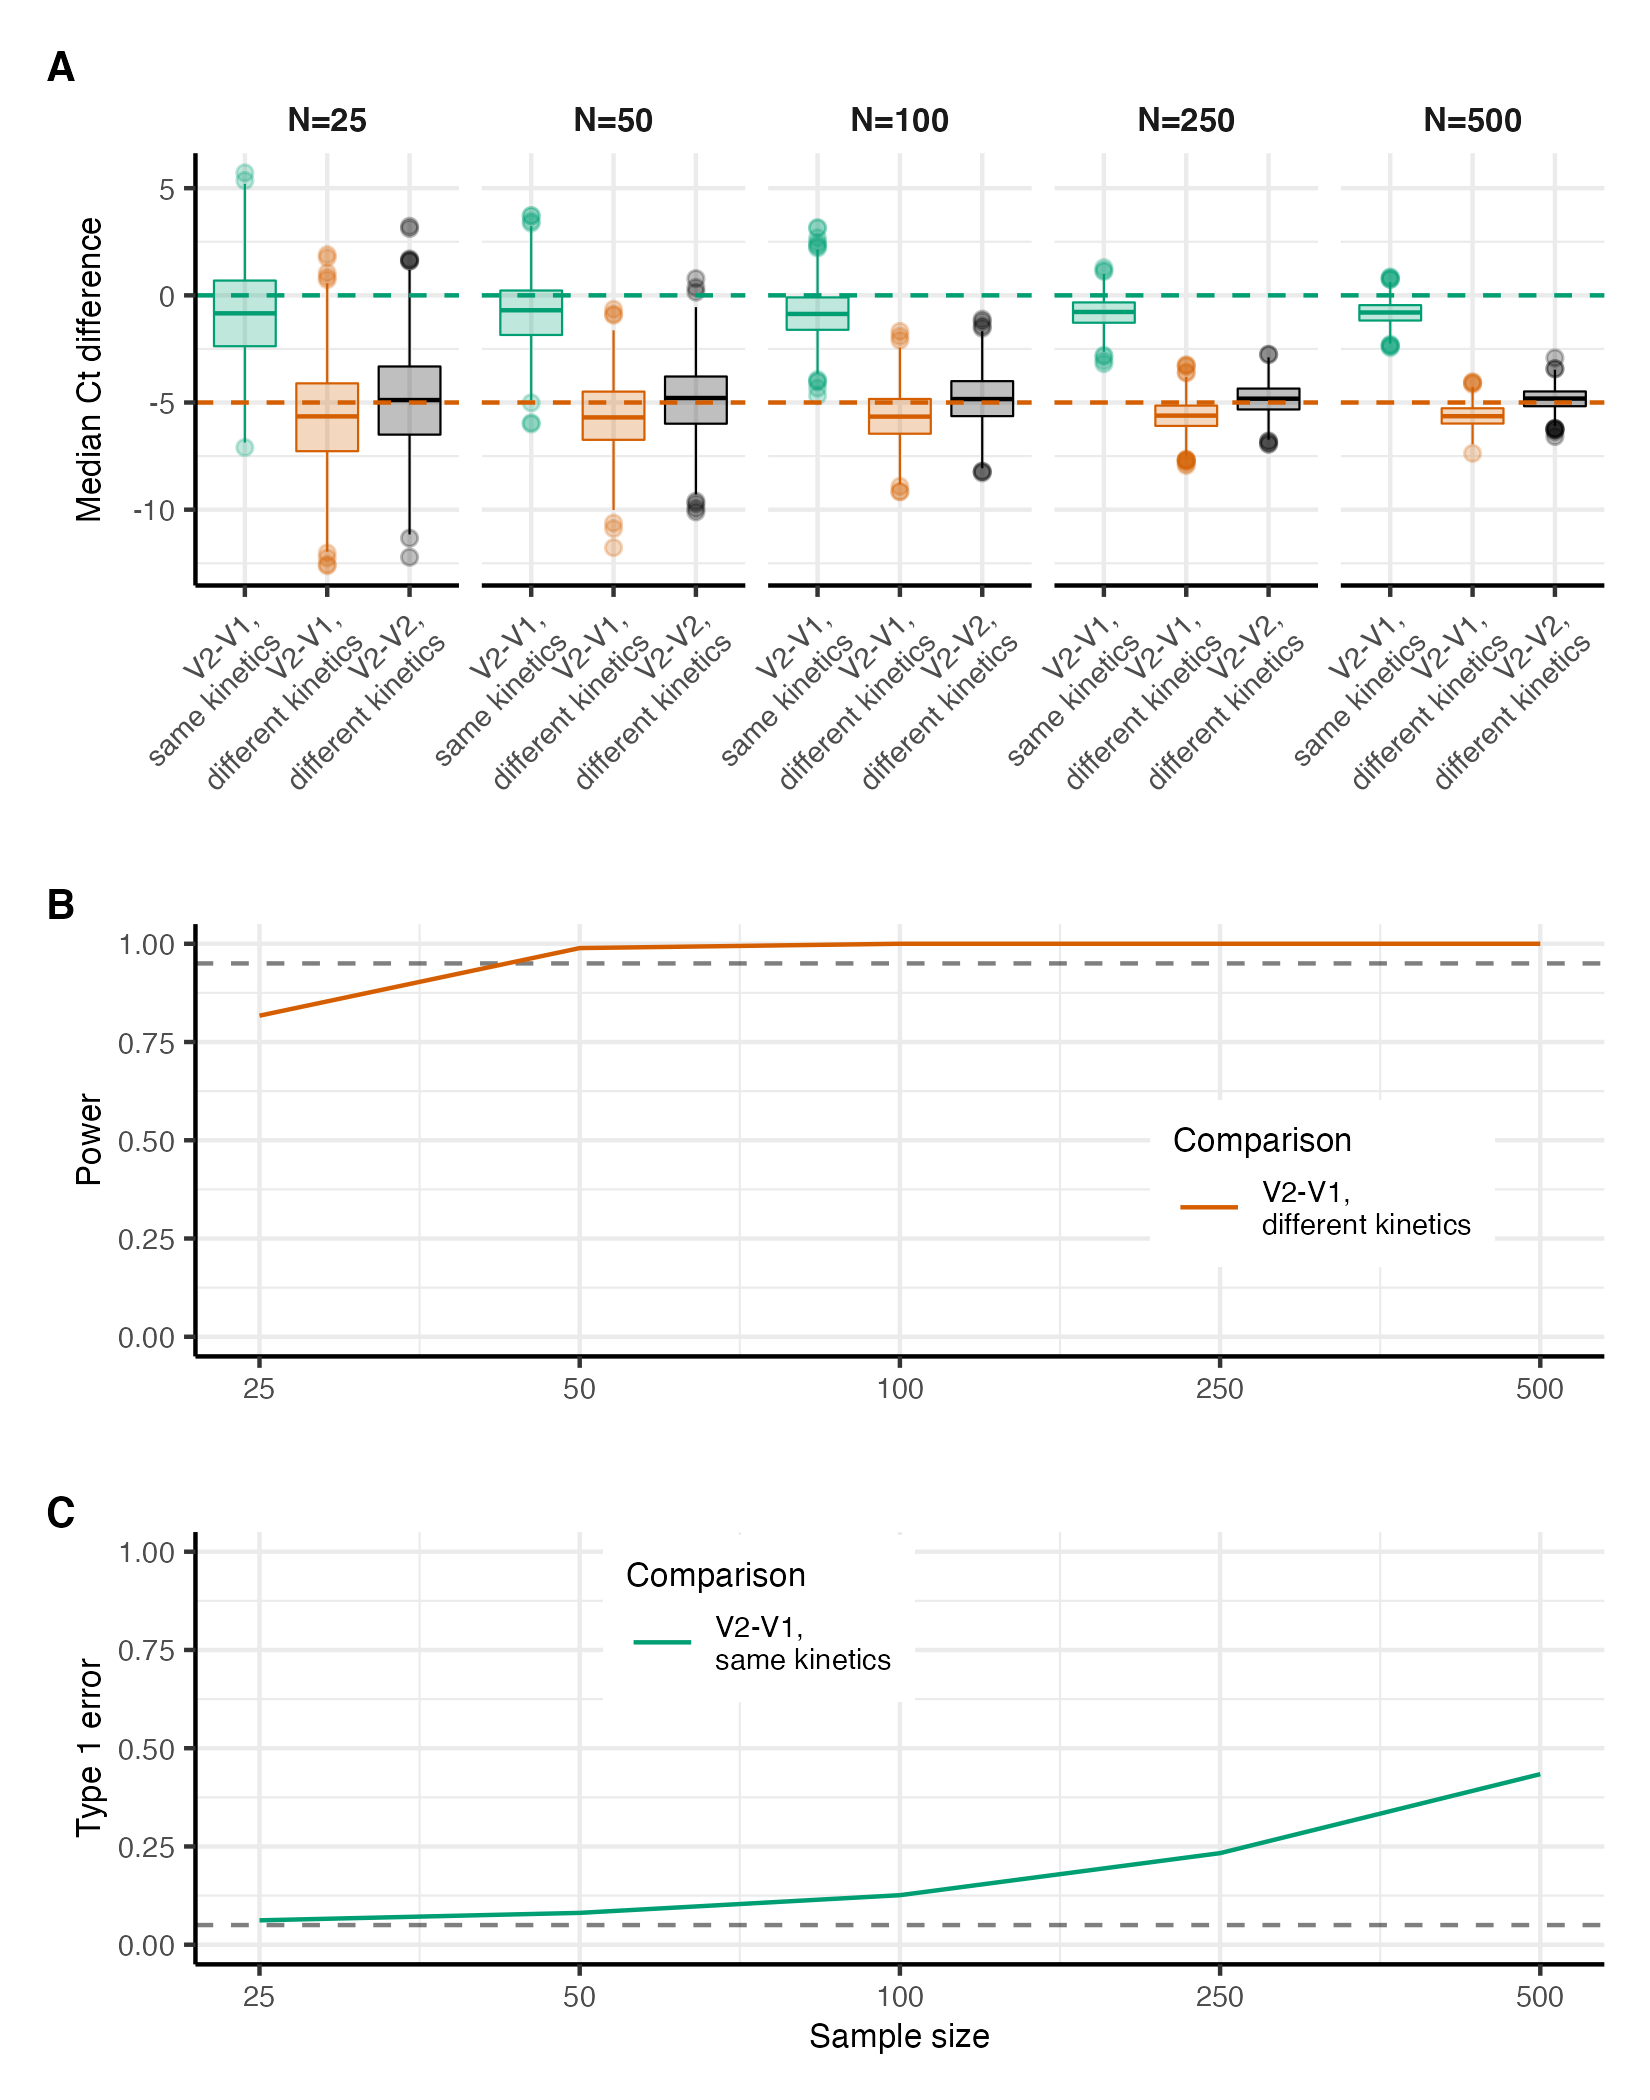 A
N=25 N=50 N=100 N=250 N=500
Median Ct difference
5
0
-5
-10
V2-V1,
same kinetics
V2-V1,
different kinetics
V2-V2,
different kinetics
V2-V1,
same kinetics
V2-V1,
different kinetics
V2-V2,
different kinetics
V2-V1,
same kinetics
V2-V1,
different kinetics
V2-V2,
different kinetics
V2-V1,
same kinetics
V2-V1,
different kinetics
V2-V2,
different kinetics
V2-V1,
same kinetics
V2-V1,
different kinetics
V2-V2,
different kinetics
B
Power
1.00
0.75
0.50
0.25
0.00
Comparison
V2-V1,
different kinetics
25 50 100 250 500
C
Type 1 error
1.00
0.75
0.50
0.25
0.00
Comparison
V2-V1,
same kinetics
25 50 100 250 500
Sample size